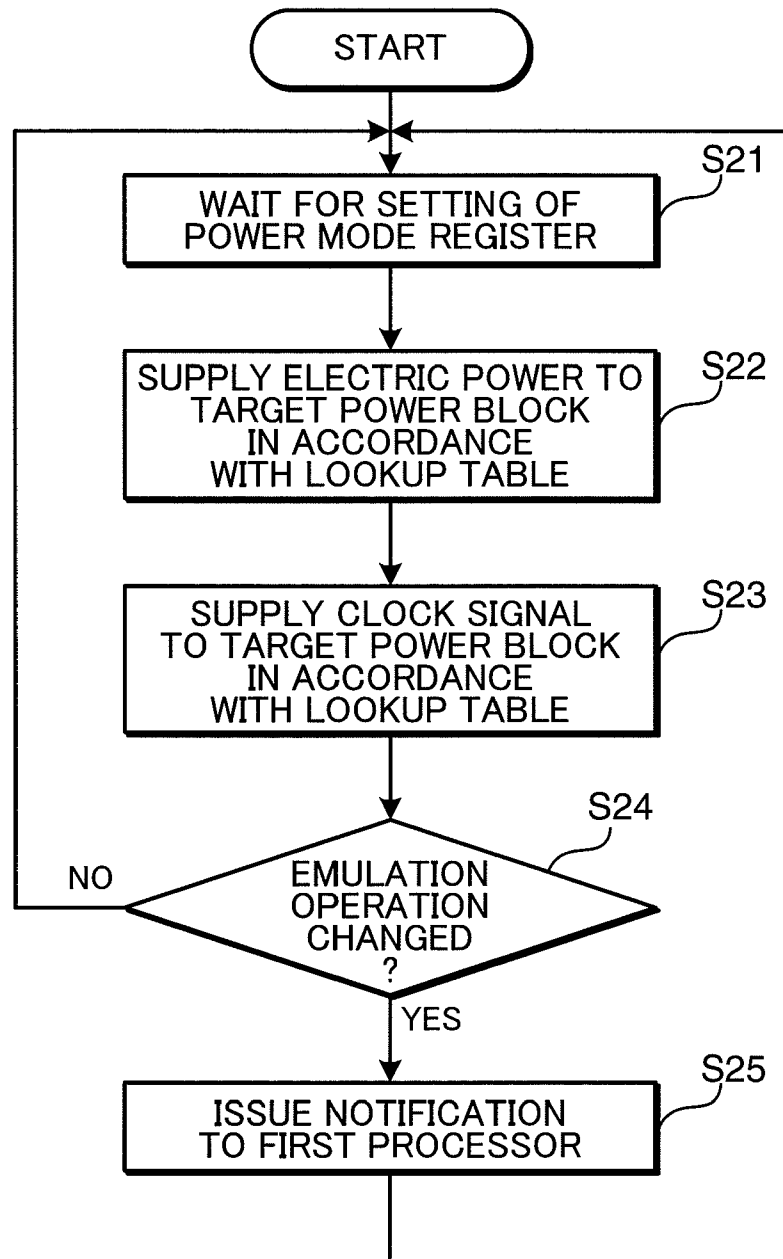 START
S21
WAIT FOR SETTING OF
POWER MODE REGISTER
S22
SUPPLY ELECTRIC POWER TO
TARGET POWER BLOCK
IN ACCORDANCE
WITH LOOKUP TABLE
S23
SUPPLY CLOCK SIGNAL
TO TARGET POWER BLOCK
IN ACCORDANCE
WITH LOOKUP TABLE
S24
NO
EMULATION
OPERATION
CHANGED
?
YES
S25
ISSUE NOTIFICATION
TO FIRST PROCESSOR